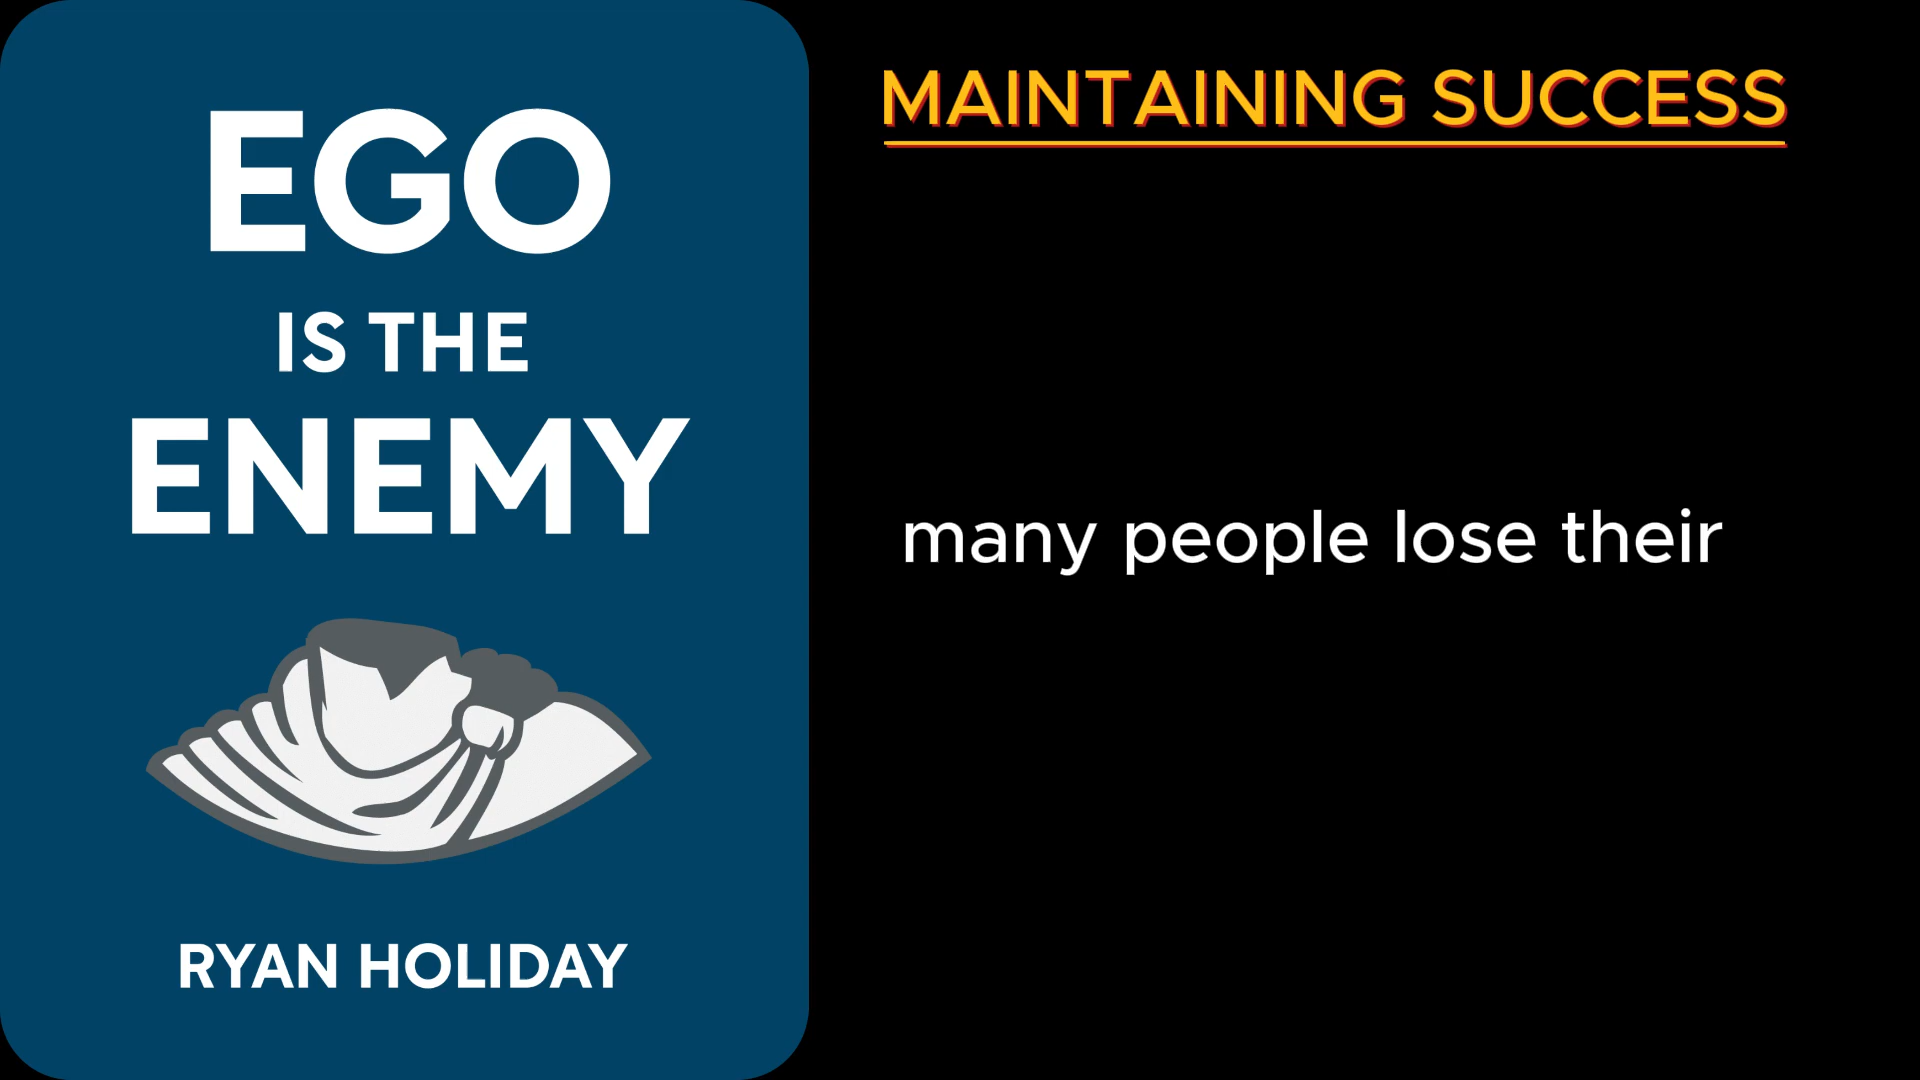 EGO
IS THE
ENEMY
RYAN HOLIDAY
MAINTAINING SUCCESS
many people lose their